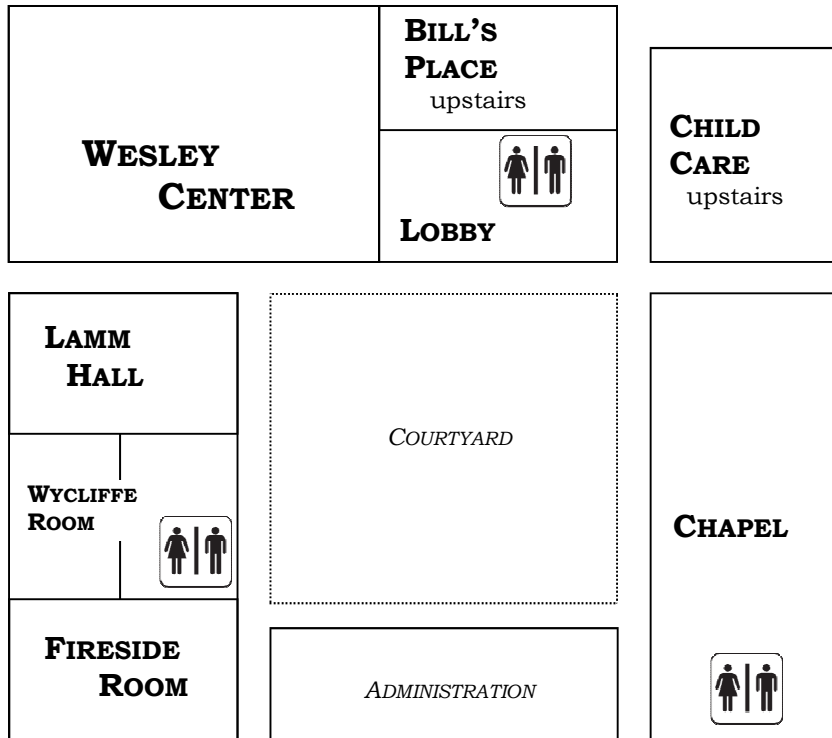 BILL'S
PLACE
upstairs
WESLEY
CENTER
LOBBY
CHILD
CARE
upstairs
LAMM
HALL
COURTYARD
WYCLIFFE
ROOM
CHAPEL
FIRESIDE
ROOM
ADMINISTRATION